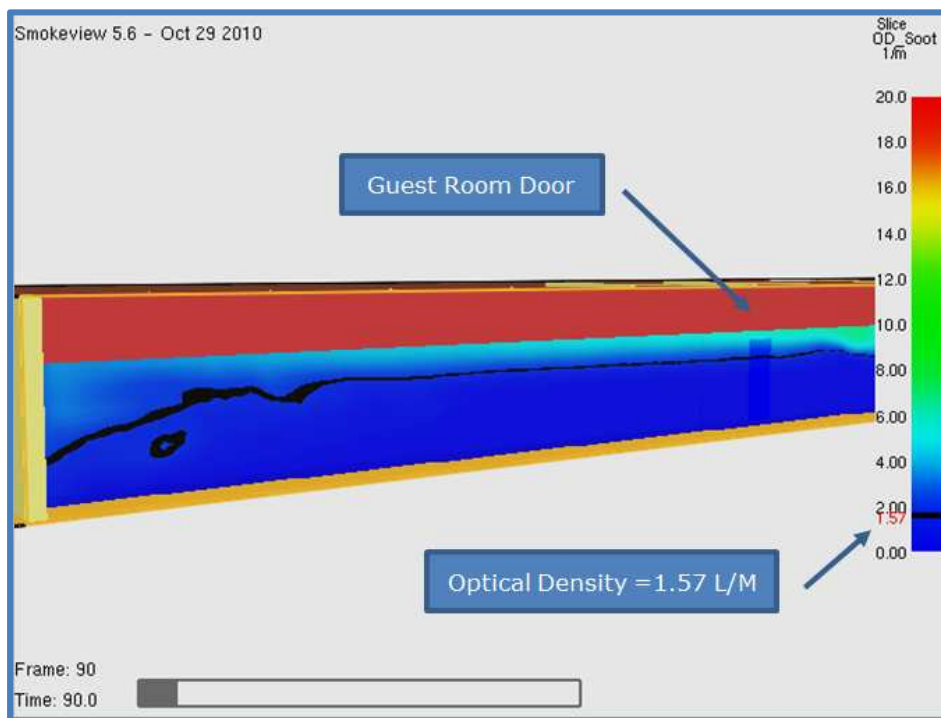 Smokeview 5.6 - Oct 29 2010
Slice
OD_Soot
1/m
20.0
18.0
16.0
14.0
12.0
10.0
8.00
6.00
4.00
2.00
1.57
0.00
Guest Room Door
Optical Density =1.57 L/M
Frame: 90
Time: 90.0